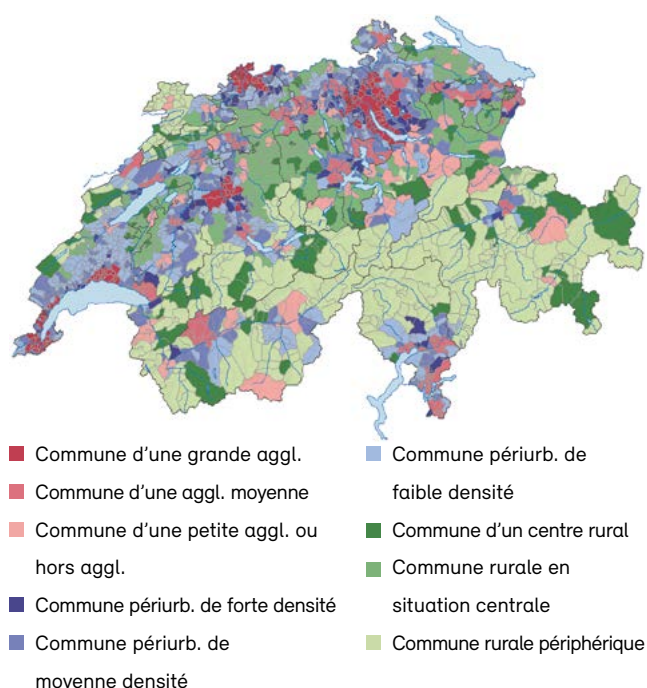 Commune d'une grande aggl.
Commune d'une aggl. moyenne
Commune d'une petite aggl. ou
hors aggl.
Commune périurb. de forte densité
Commune périurb. de
moyenne densité
Commune périurb. de
faible densité
Commune d'un centre rural
Commune rurale en
situation centrale
Commune rurale périphérique